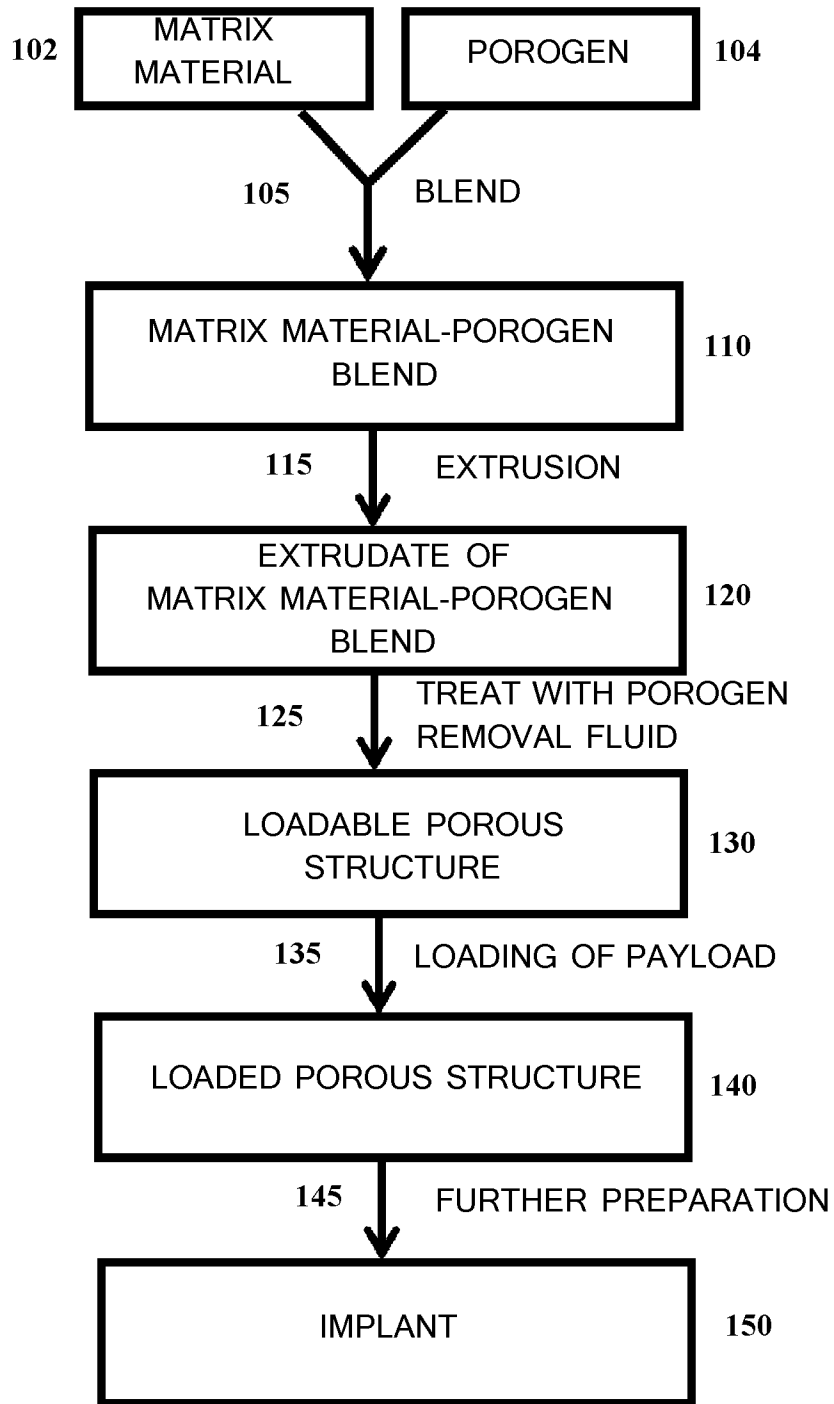 102
MATRIX
MATERIAL
POROGEN
104
105
BLEND
MATRIX MATERIAL-POROGEN
BLEND
110
115
EXTRUSION
EXTRUDATE OF
MATRIX MATERIAL-POROGEN
BLEND
120
125
TREAT WITH POROGEN
REMOVAL FLUID
LOADABLE POROUS
STRUCTURE
130
135
LOADING OF PAYLOAD
LOADED POROUS STRUCTURE
140
145
FURTHER PREPARATION
IMPLANT
150